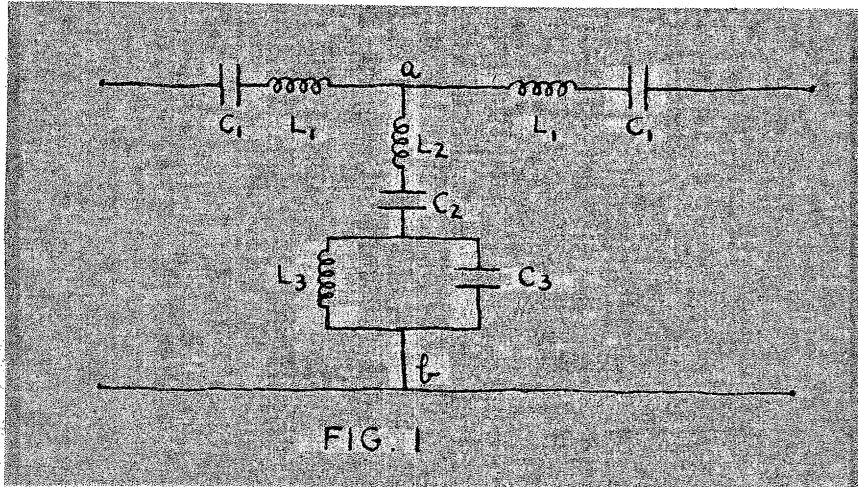 a
C₁ L₁ L₁ C₁
L₂
C₂
L₃ C₃
b
FIG. 1